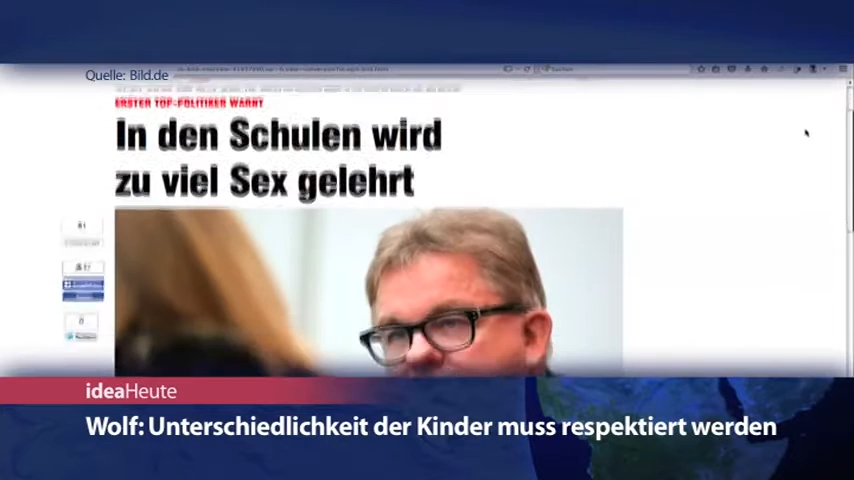 Quelle: Bild.de
ERSTER TOP-POLITIKER WARNT
In den Schulen wird
zu viel Sex gelehrt
ideaHeute
Wolf: Unterschiedlichkeit der Kinder muss respektiert werden